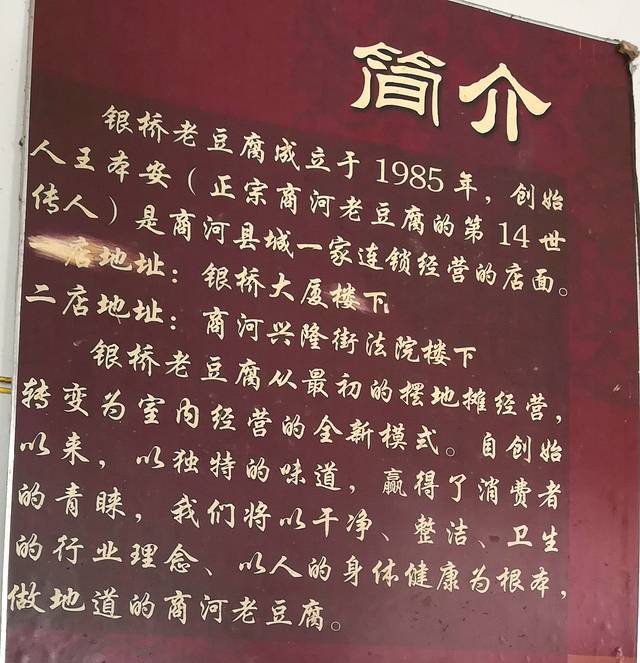 简介
银桥老豆腐成立于1985年，创始
人王本安（正宗商河老豆腐的第14世
传人）是商河县城一家连锁经营的店面。
店地址：银桥大厦楼下
二店地址：商河兴隆街法院楼下
银桥老豆腐从最初的摆地摊经营，
转变为室内经营的全新模式。自创始
以来，以独特的味道，赢得了消费者
的青睐，我们将以干净、整洁、卫生
的行业理念、以人的身体健康为根本，
做地道的商河老豆腐。